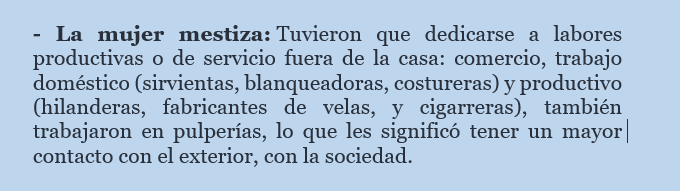 - La mujer mestiza: Tuvieron que dedicarse a labores
productivas o de servicio fuera de la casa: comercio, trabajo
doméstico (sirvientas, blanqueadoras, costureras) y productivo
(hilanderas, fabricantes de velas, y cigarreras), también
trabajaron en pulperías, lo que les significó tener un mayor
contacto con el exterior, con la sociedad.